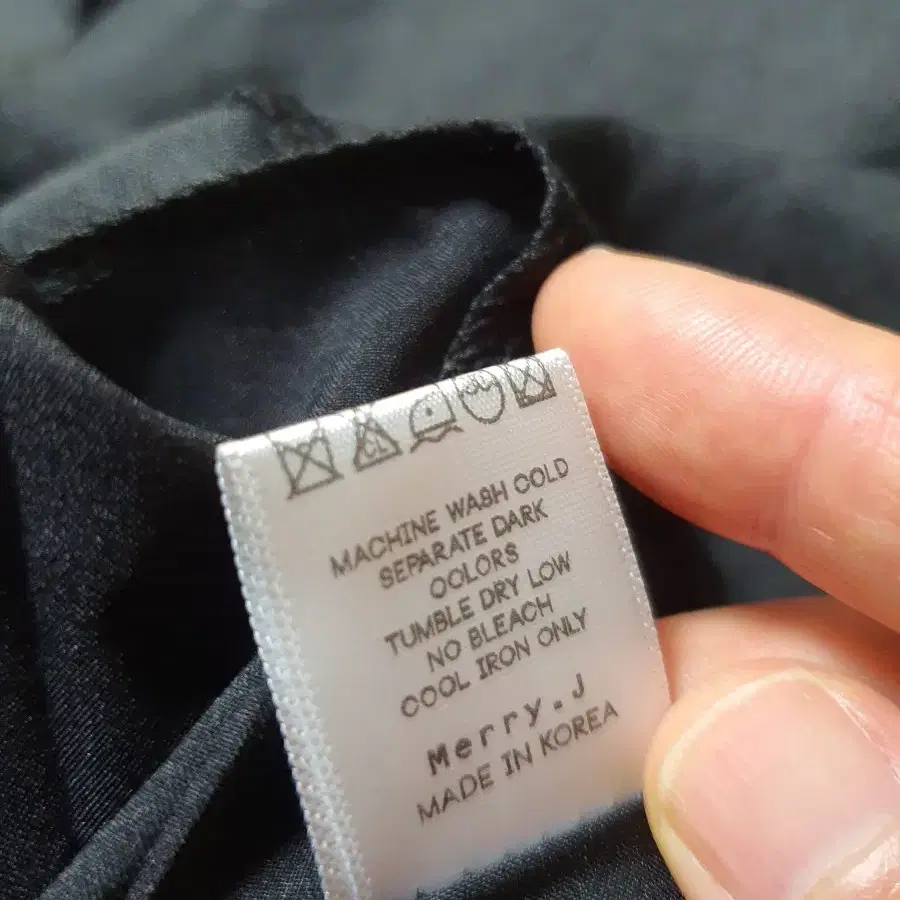 MACHINE WASH COLD
SEPARATE DARK
COLORS
TUMBLE DRY LOW
NO BLEACH
COOL IRON ONLY
Merry.J
MADE IN KOREA